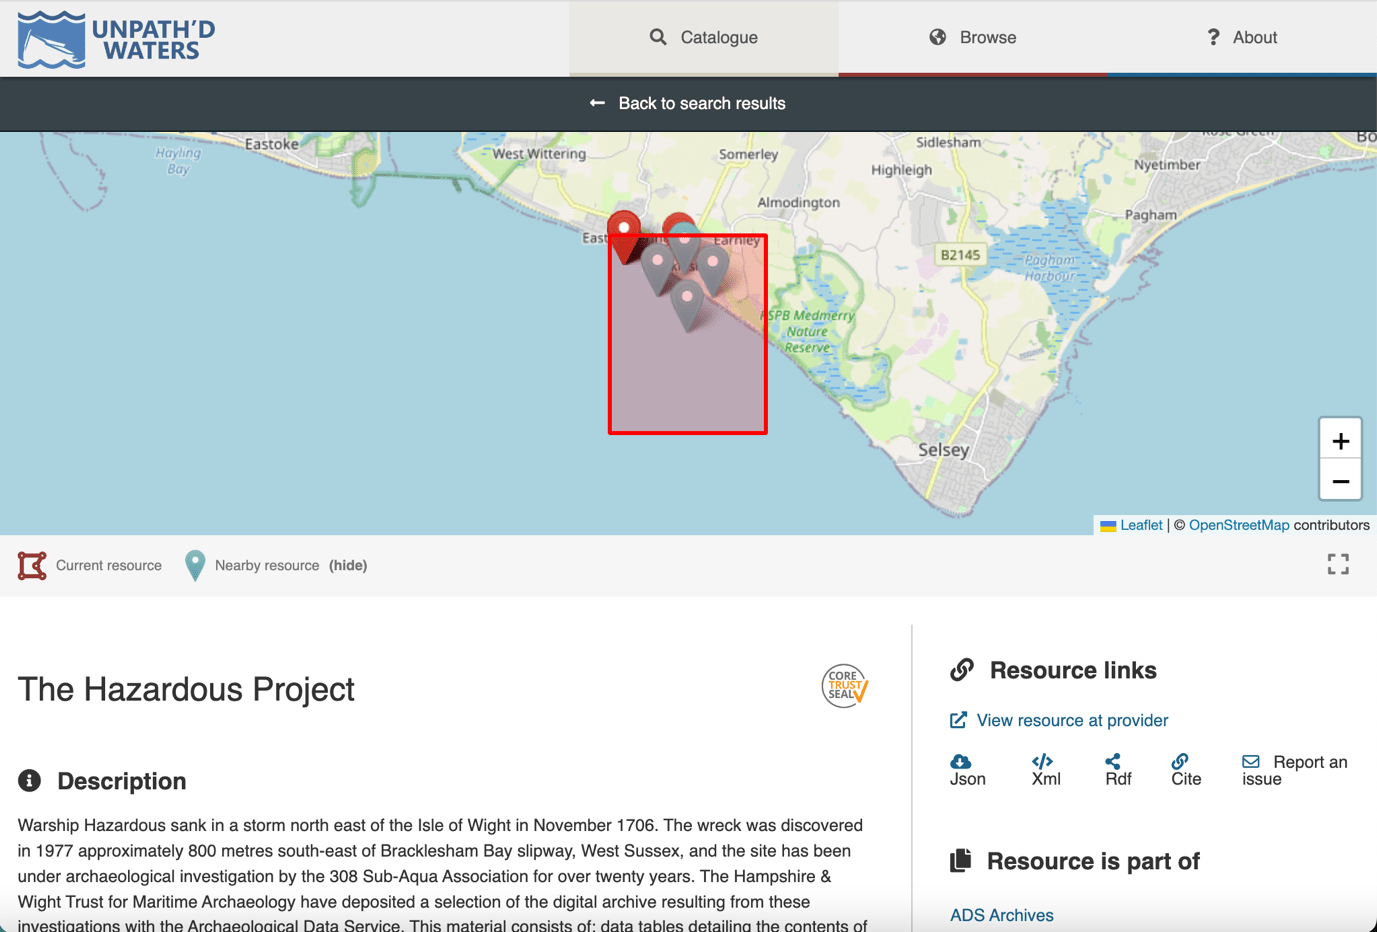 UNPATH'D
WATERS
Catalogue
Browse
About
Back to search results
Hayling
Bay
Eastoke
West Wittering
Somerley
Sidlesham
Highleigh
Nyetimber
Almodington
Pagham
Earnley
B2145
Pagham
Harbour
RSPB Medmerry
Nature
Reserve
Selsey
+
−
Leaflet | © OpenStreetMap contributors
Current resource
Nearby resource (hide)
The Hazardous Project
CORE
TRUST
SEAL
Description
Warship Hazardous sank in a storm north east of the Isle of Wight in November 1706. The wreck was discovered
in 1977 approximately 800 metres south-east of Bracklesham Bay slipway, West Sussex, and the site has been
under archaeological investigation by the 308 Sub-Aqua Association for over twenty years. The Hampshire &
Wight Trust for Maritime Archaeology have deposited a selection of the digital archive resulting from these
investigations with the Archaeological Data Service. This material consists of: data tables detailing the contents of
Resource links
View resource at provider
Json
Xml
Rdf
Cite
Report an
issue
Resource is part of
ADS Archives